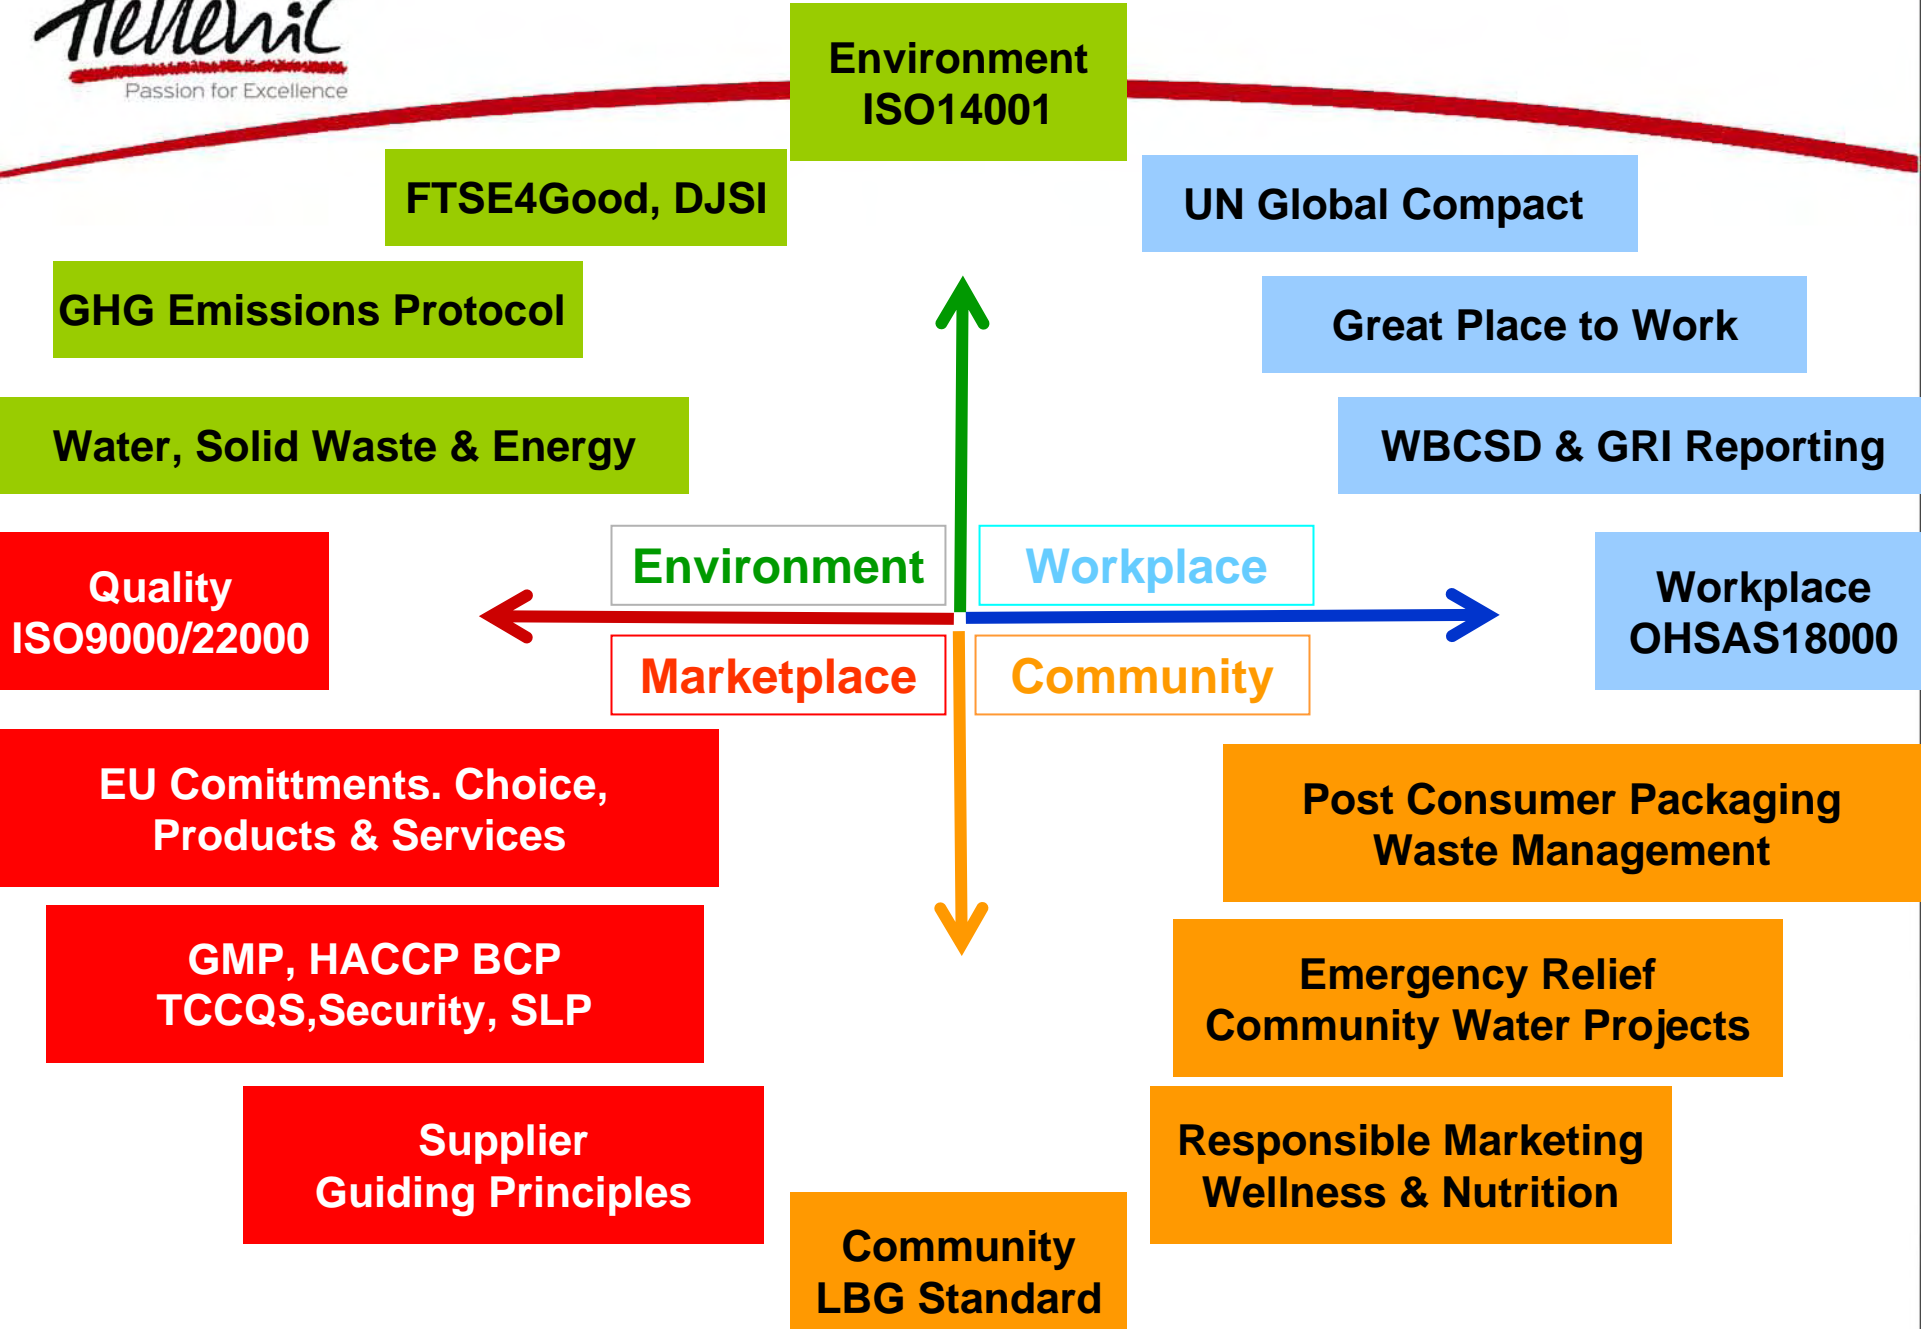 Hellenic
Passion for Excellence
Environment
ISO14001
FTSE4Good, DJSI
UN Global Compact
GHG Emissions Protocol
Great Place to Work
Water, Solid Waste & Energy
WBCSD & GRI Reporting
Quality
ISO9000/22000
Environment
Workplace
Workplace
OHSAS18000
Marketplace
Community
EU Comittments. Choice,
Products & Services
Post Consumer Packaging
Waste Management
GMP, HACCP BCP
TCCQS,Security, SLP
Emergency Relief
Community Water Projects
Supplier
Guiding Principles
Responsible Marketing
Wellness & Nutrition
Community
LBG Standard